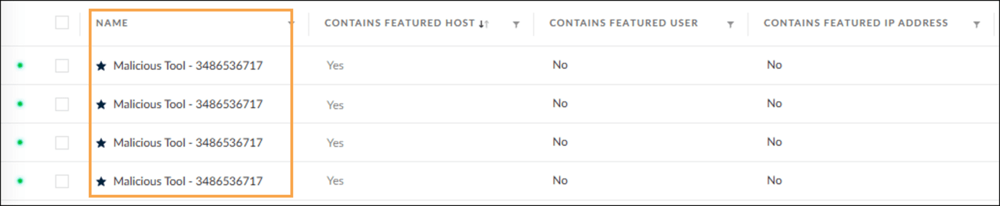 NAME CONTAINS FEATURED HOST CONTAINS FEATURED USER CONTAINS FEATURED IP ADDRESS
Malicious Tool - 3486536717 Yes No No
Malicious Tool - 3486536717 Yes No No
Malicious Tool - 3486536717 Yes No No
Malicious Tool - 3486536717 Yes No No